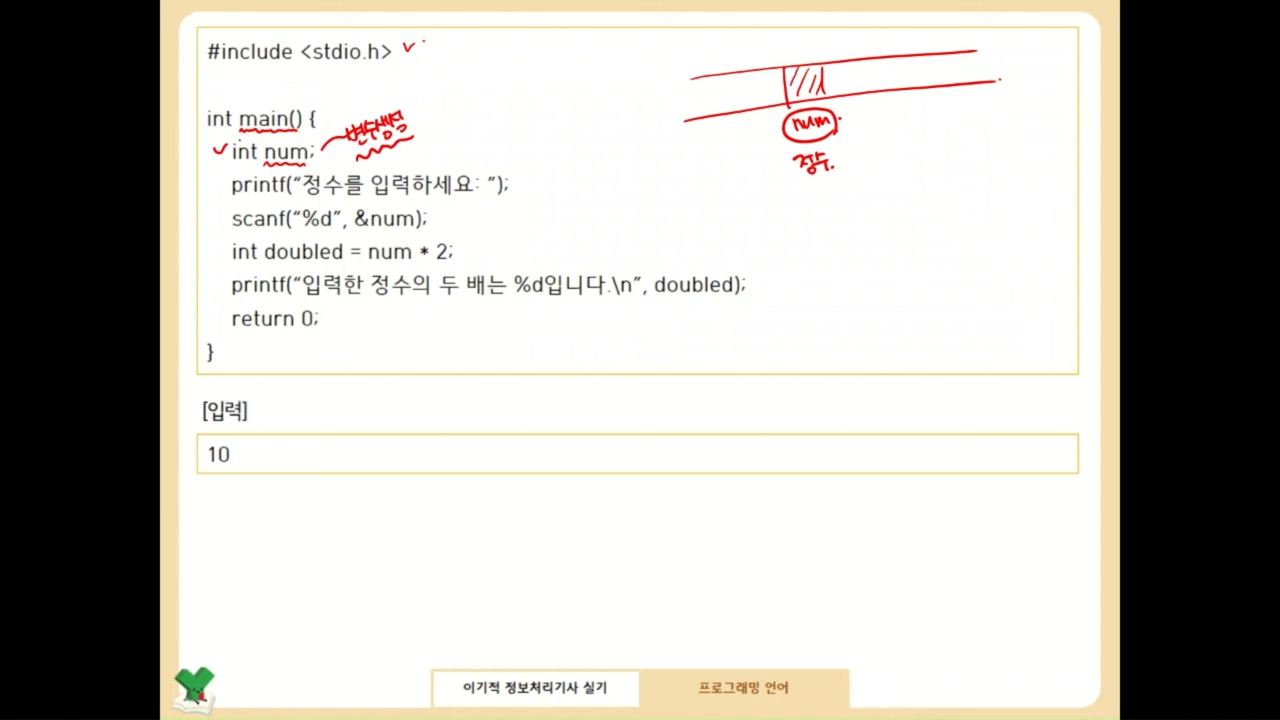 #include <stdio.h>
int main() {
int num;
변수생성
printf(“정수를 입력하세요: ”);
scanf(“%d”, &num);
int doubled = num * 2;
printf(“입력한 정수의 두 배는 %d입니다.\n”, doubled);
return 0;
}
num
정수.
[입력]
10
이기적 정보처리기사 실기
프로그래밍 언어